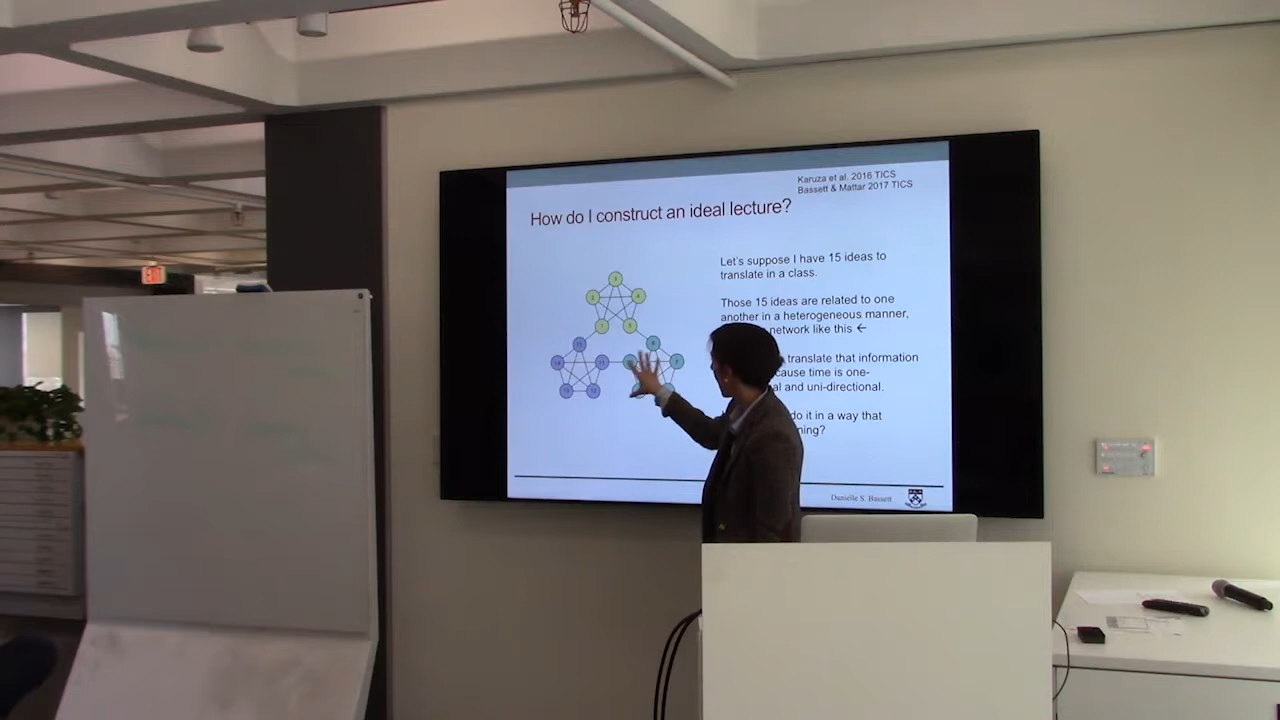 Karuza et al. 2016 TICS
Bassett & Mattar 2017 TICS
How do I construct an ideal lecture?
Let's suppose I have 15 ideas to
translate in a class.
Those 15 ideas are related to one
another in a heterogeneous manner,
network like this ←
translate that information
cause time is one-
al and uni-directional.
do it in a way that
ning?
Danielle S. Bassett
EXIT